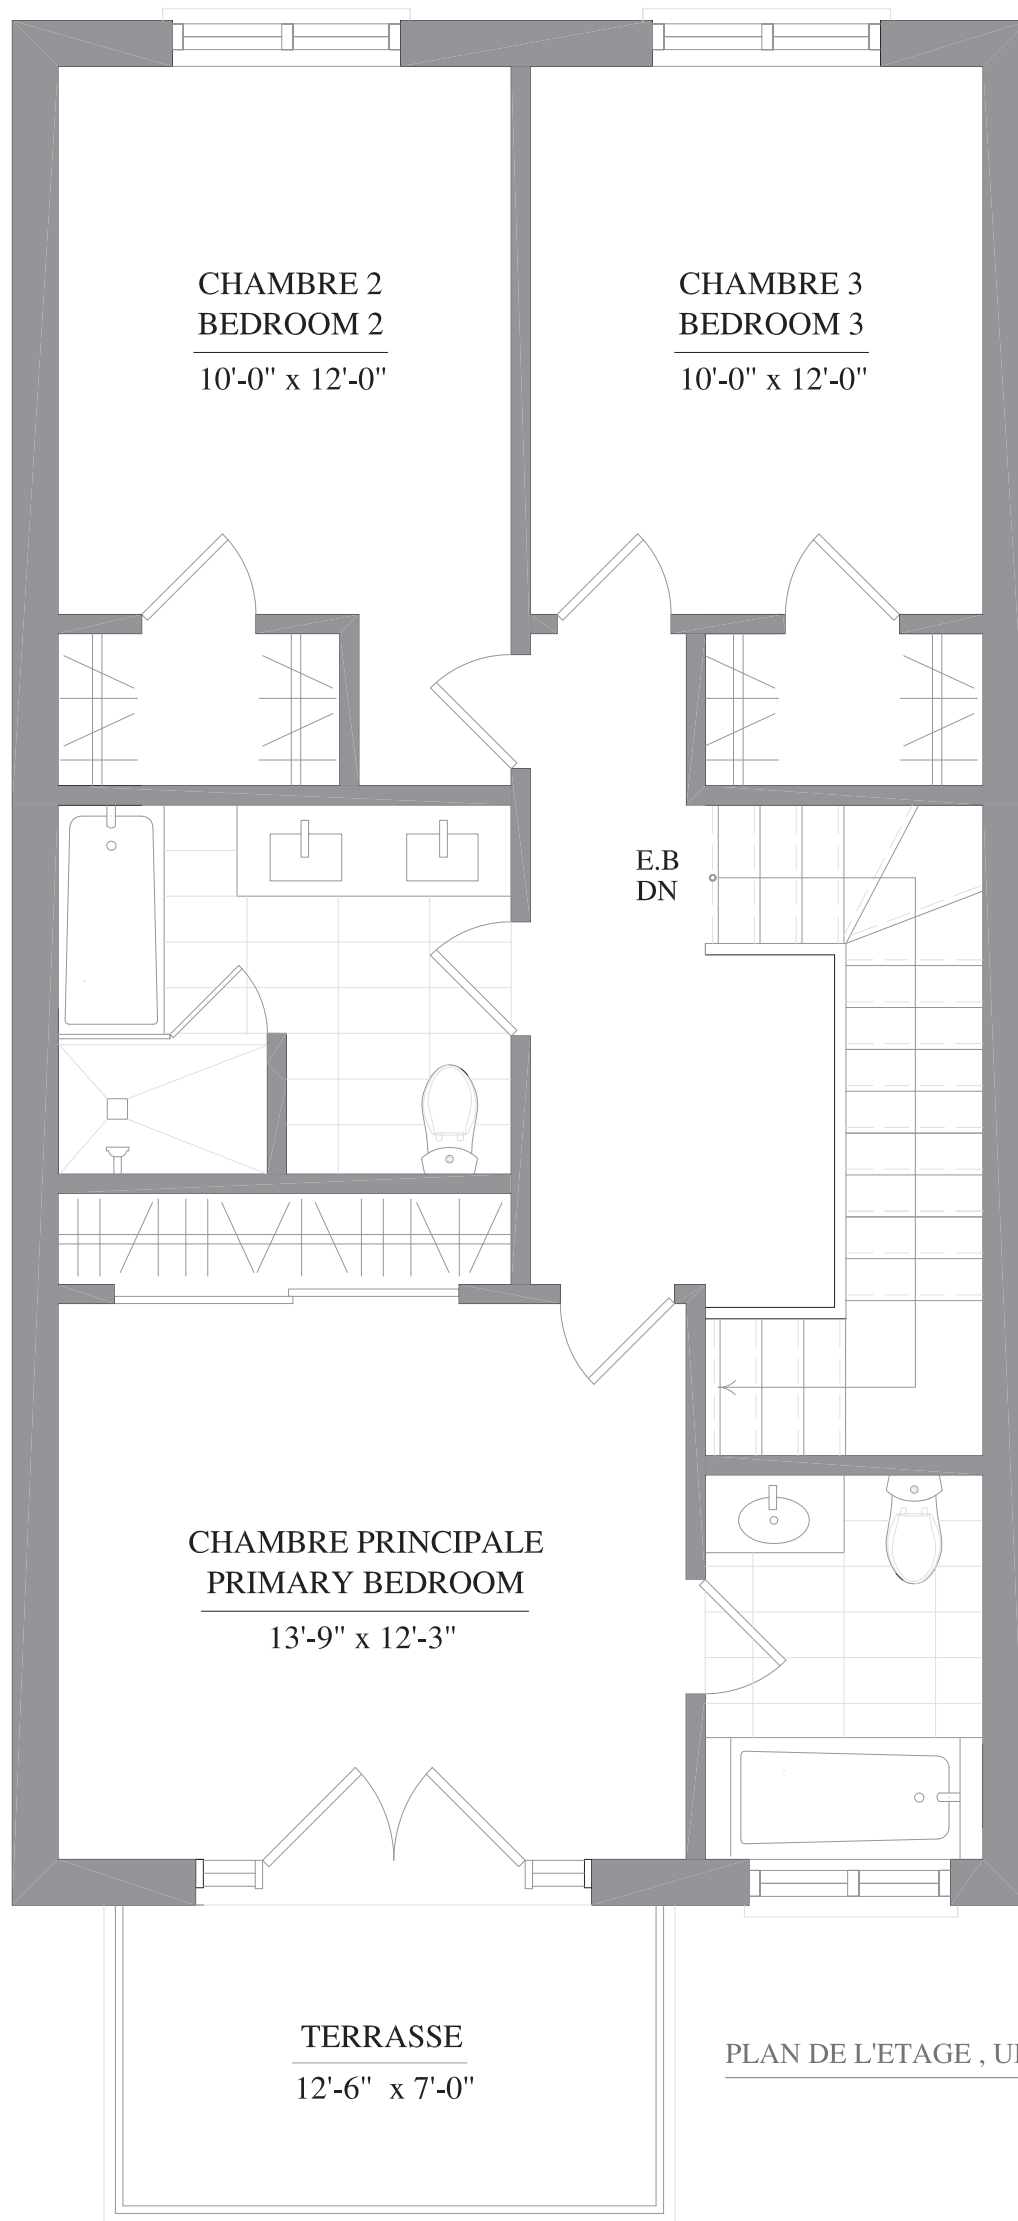 CHAMBRE 2
BEDROOM 2
10'-0" x 12'-0"
CHAMBRE 3
BEDROOM 3
10'-0" x 12'-0"
E.B
DN
CHAMBRE PRINCIPALE
PRIMARY BEDROOM
13'-9" x 12'-3"
TERRASSE
12'-6" x 7'-0"
PLAN DE L'ETAGE ,